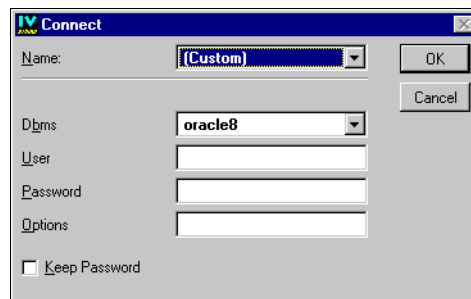 IV Connect
Name: (Custom) OK
Cancel
Dbms oracle8
User
Password
Options
Keep Password